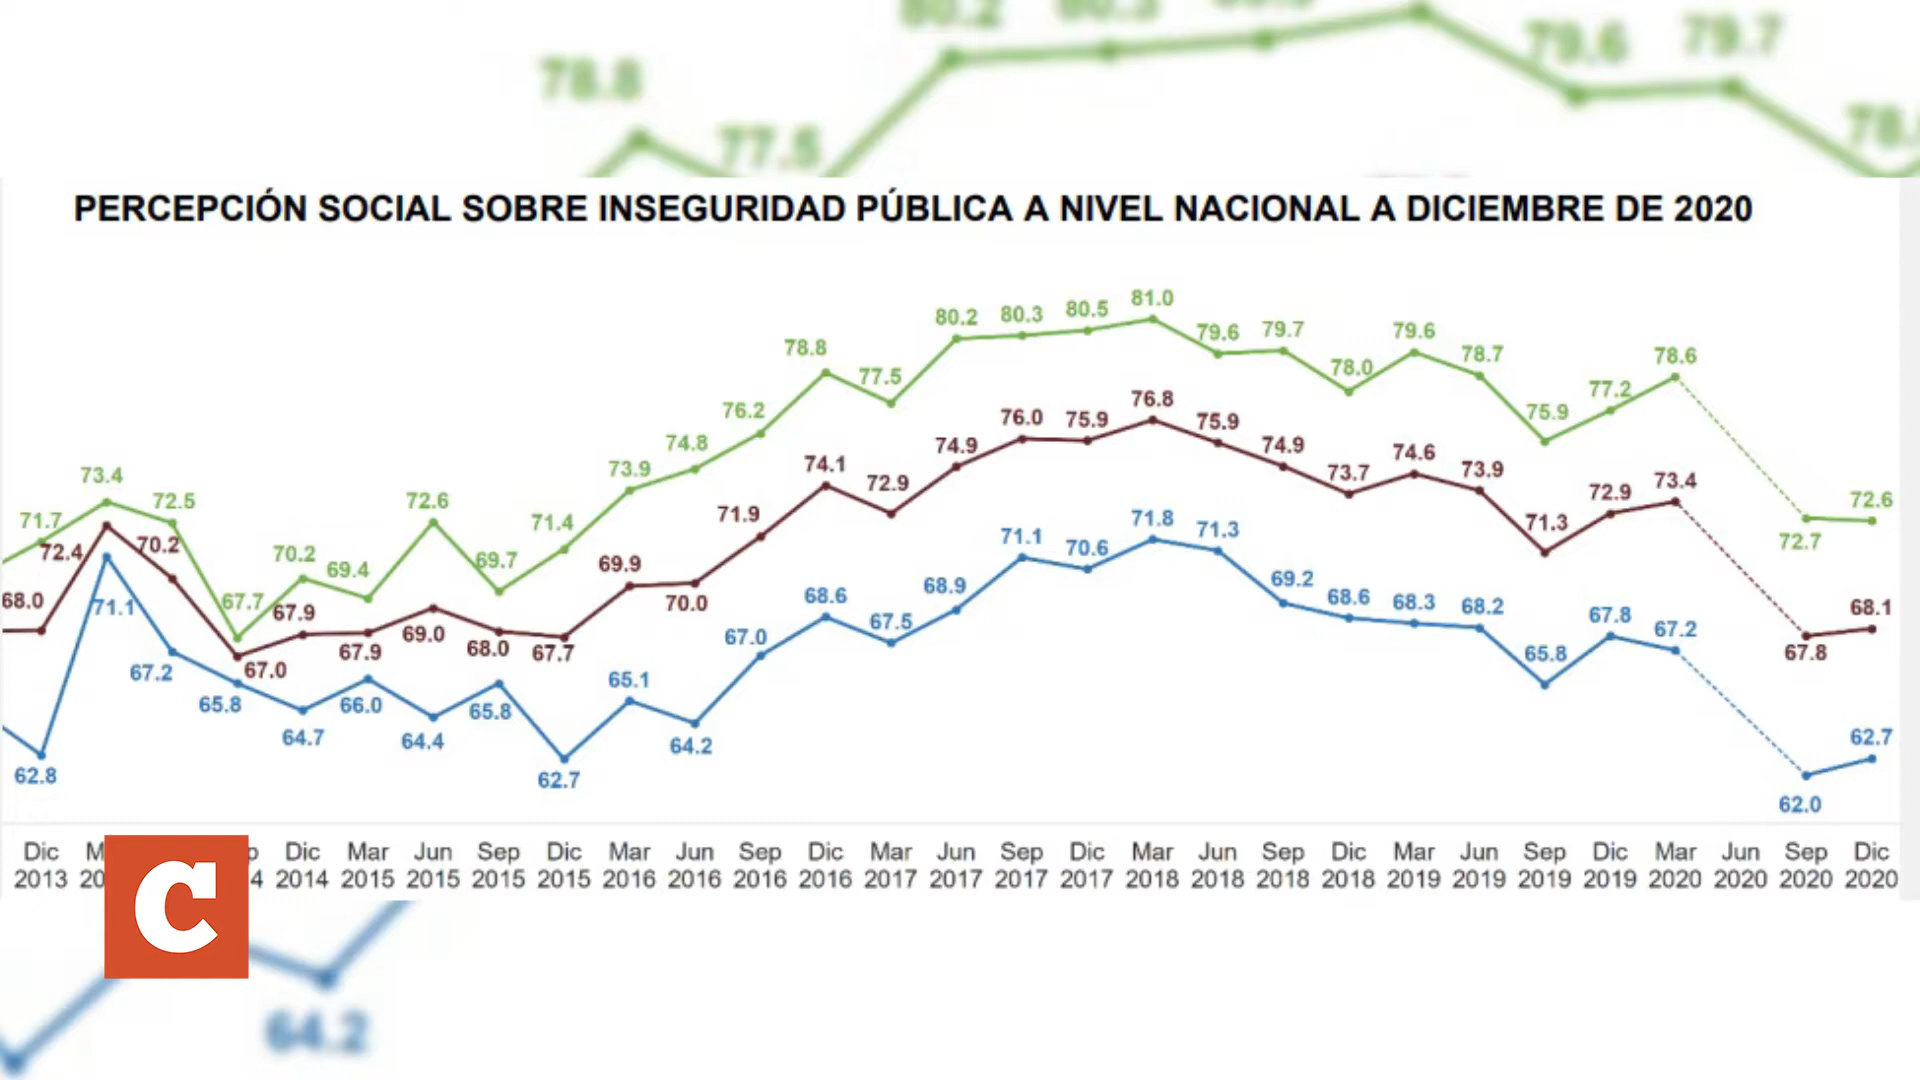 80.2 80.3
79.6 79.7
78.8
77.5
PERCEPCIÓN SOCIAL SOBRE INSEGURIDAD PÚBLICA A NIVEL NACIONAL A DICIEMBRE DE 2020
71.7 73.4 72.5 67.7 70.2 69.4 72.6 69.7 71.4 73.9 74.8 76.2 78.8 77.5 80.2 80.3 80.5 81.0 79.6 79.7 78.0 79.6 78.7 75.9 77.2 78.6 72.7 72.6
68.0 72.4 70.2 67.0 67.9 67.9 69.0 68.0 67.7 69.9 70.0 71.9 74.1 72.9 74.9 76.0 75.9 76.8 75.9 74.9 73.7 74.6 73.9 71.3 72.9 73.4 67.8 68.1
62.8 71.1 67.2 65.8 64.7 66.0 64.4 65.8 62.7 65.1 64.2 67.0 68.6 67.5 68.9 71.1 70.6 71.8 71.3 69.2 68.6 68.3 68.2 65.8 67.8 67.2 62.0 62.7
Dic Dic Mar Jun Sep Dic Mar Jun Sep Dic Mar Jun Sep Dic Mar Jun Sep Dic Mar Jun Sep Dic Mar Jun Sep Dic
2013 2014 2015 2015 2015 2015 2016 2016 2016 2016 2017 2017 2017 2017 2018 2018 2018 2018 2019 2019 2019 2019 2020 2020 2020 2020
C
64.2